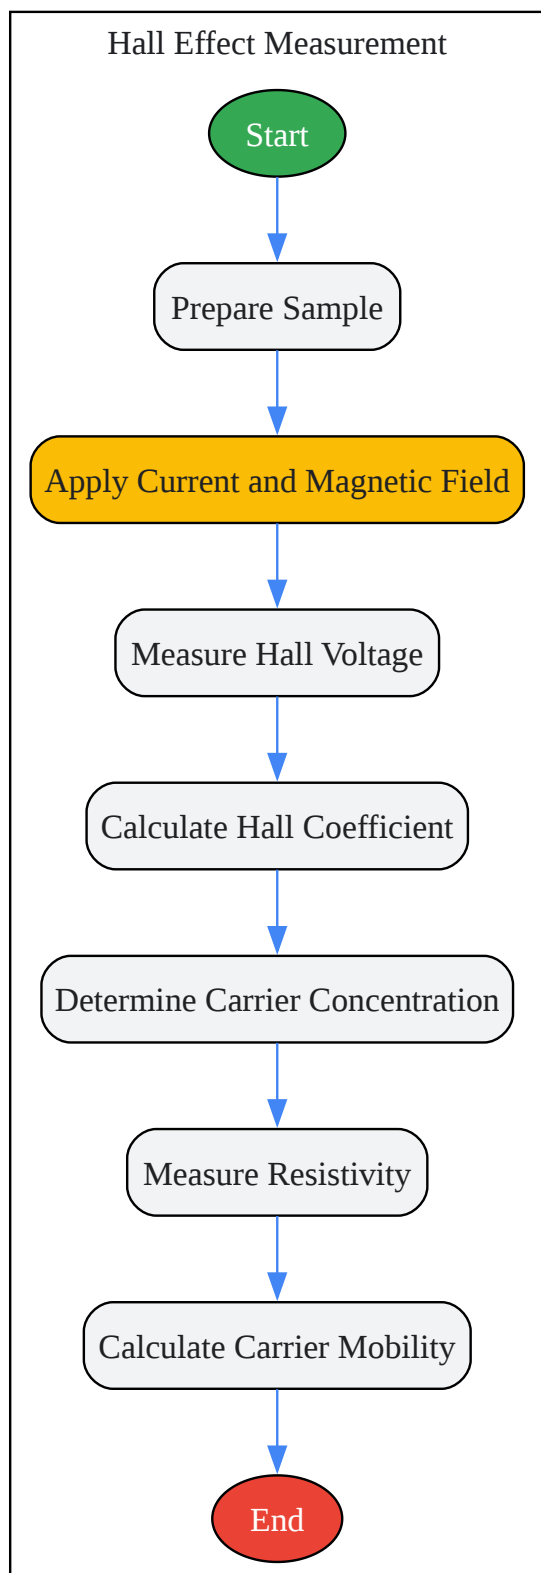 Hall Effect Measurement
Start
Prepare Sample
Apply Current and Magnetic Field
Measure Hall Voltage
Calculate Hall Coefficient
Determine Carrier Concentration
Measure Resistivity
Calculate Carrier Mobility
End